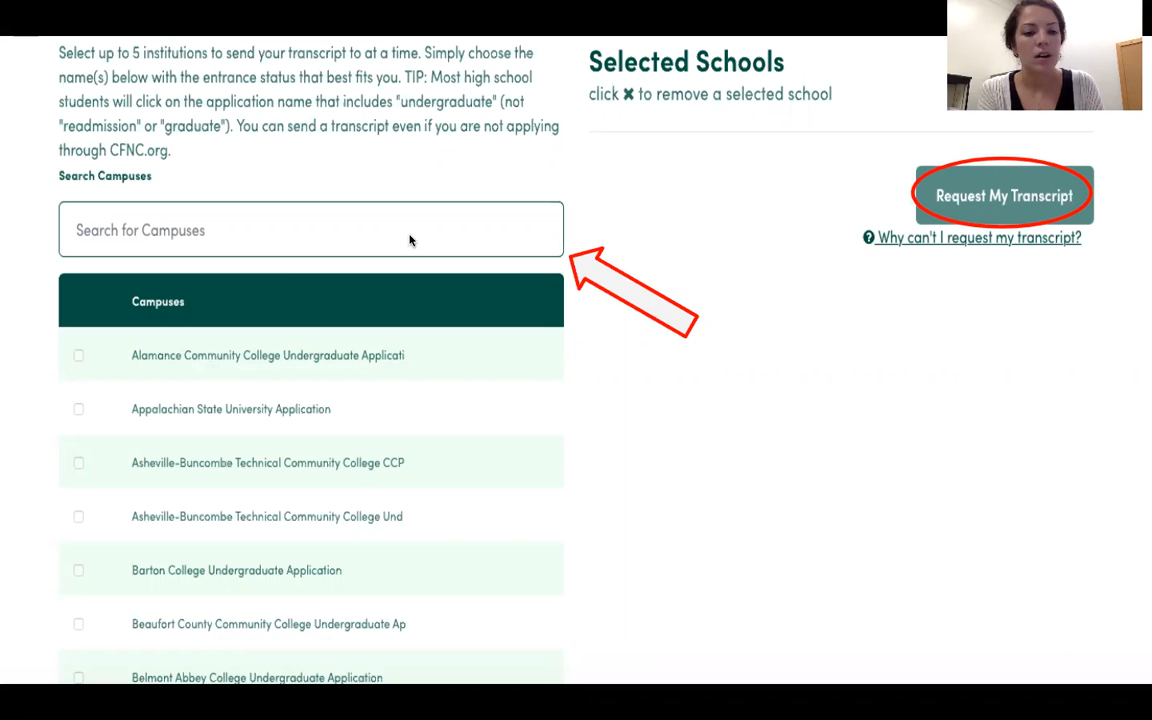 Select up to 5 institutions to send your transcript to at a time. Simply choose the
name(s) below with the entrance status that best fits you. TIP: Most high school
students will click on the application name that includes "undergraduate" (not
"readmission" or "graduate"). You can send a transcript even if you are not applying
through CFNC.org.
Search Campuses
Search for Campuses
Campuses
Alamance Community College Undergraduate Applicati
Appalachian State University Application
Asheville-Buncombe Technical Community College CCP
Asheville-Buncombe Technical Community College Und
Barton College Undergraduate Application
Beaufort County Community College Undergraduate Ap
Belmont Abbey College Undergraduate Application
Selected Schools
click ✖ to remove a selected school
Request My Transcript
Why can't I request my transcript?